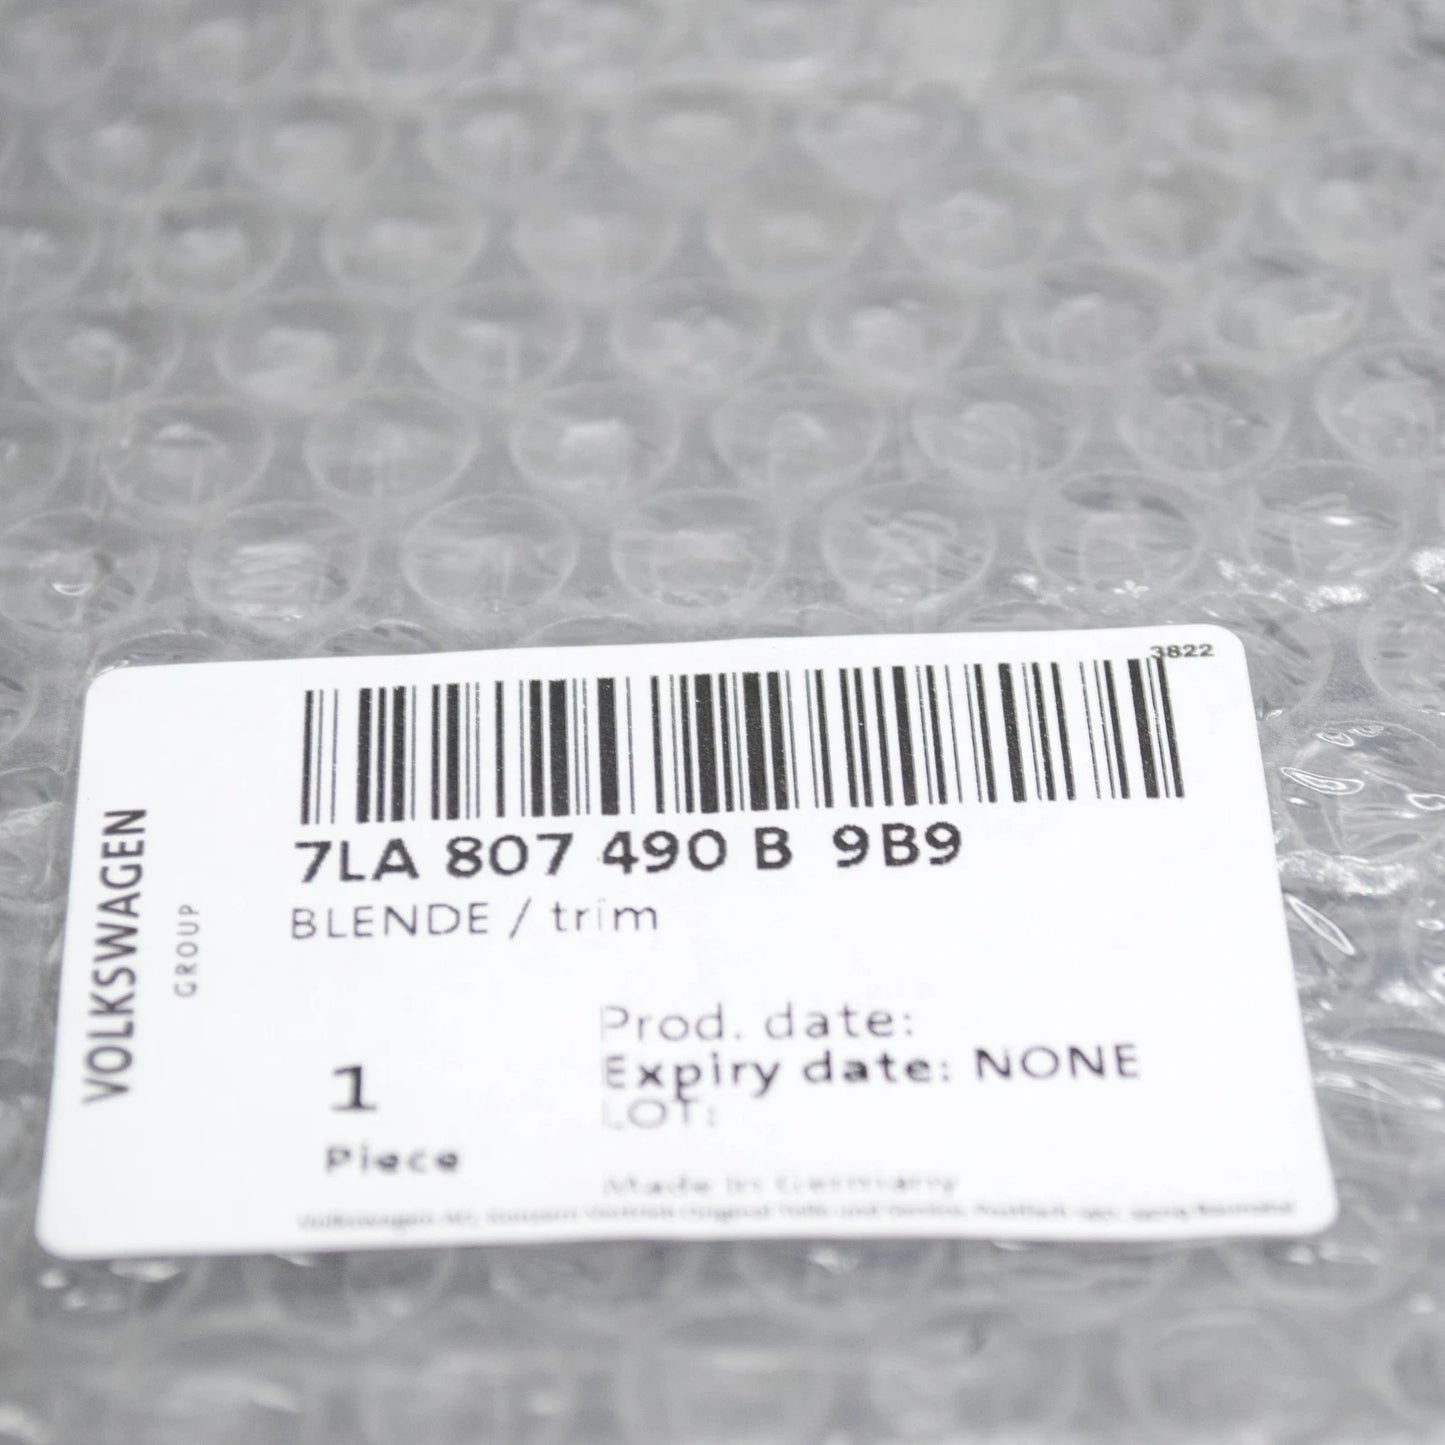 3822
7LA 807 490 B 9B9
BLENDE / trim
VOLKSWAGEN
GROUP
Prod. date:
Expiry date: NONE
LOT:
1
Piece
Made in Germany